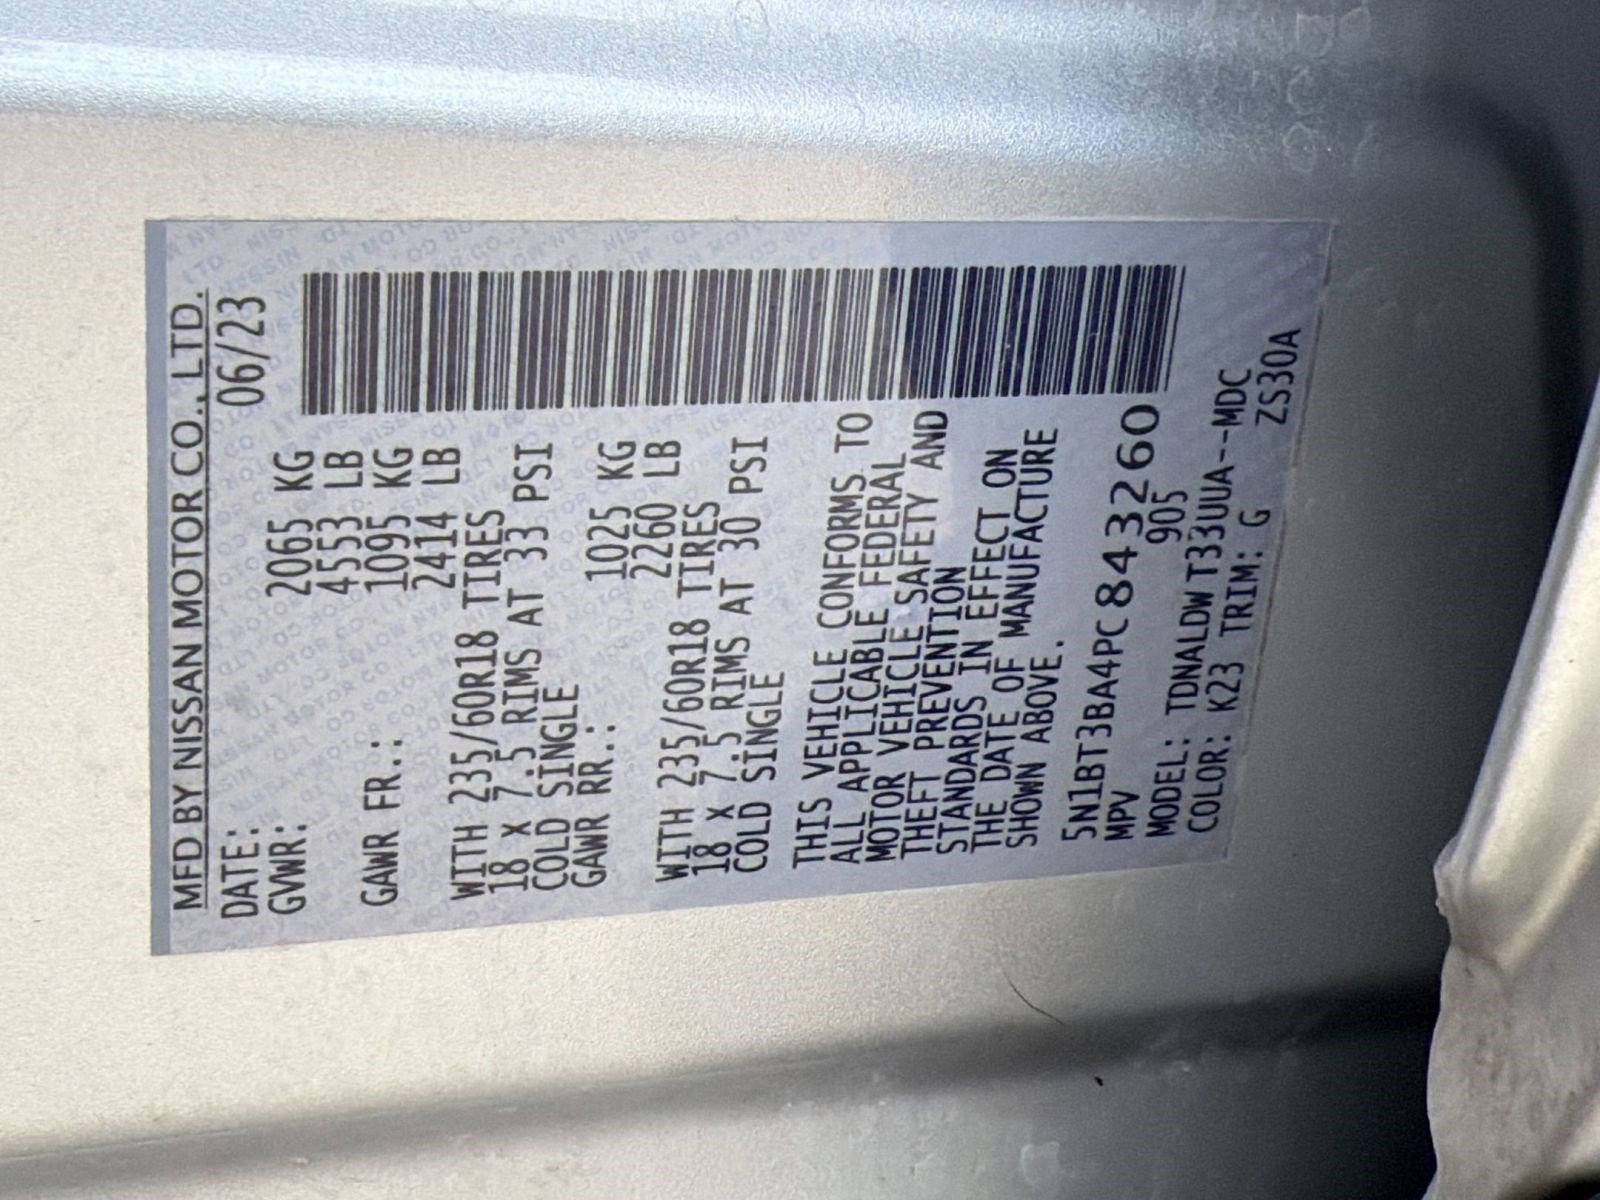 MFD BY NISSAN MOTOR CO., LTD.
DATE: 06/23
GVWR: 2065 KG
4553 LB
GAWR FR.: 1095 KG
2414 LB
WITH 235/60R18 TIRES
18 X 7.5 RIMS AT 33 PSI
COLD SINGLE
GAWR RR.: 1025 KG
2260 LB
WITH 235/60R18 TIRES
18 X 7.5 RIMS AT 30 PSI
COLD SINGLE
THIS VEHICLE CONFORMS TO
ALL APPLICABLE FEDERAL
MOTOR VEHICLE SAFETY AND
THEFT PREVENTION
STANDARDS IN EFFECT ON
THE DATE OF MANUFACTURE
SHOWN ABOVE.
5N1BT3BA4PC843260
MPV 905
MODEL: TDNALDW T33UUA--MDC
COLOR: K23 TRIM: G ZS30A